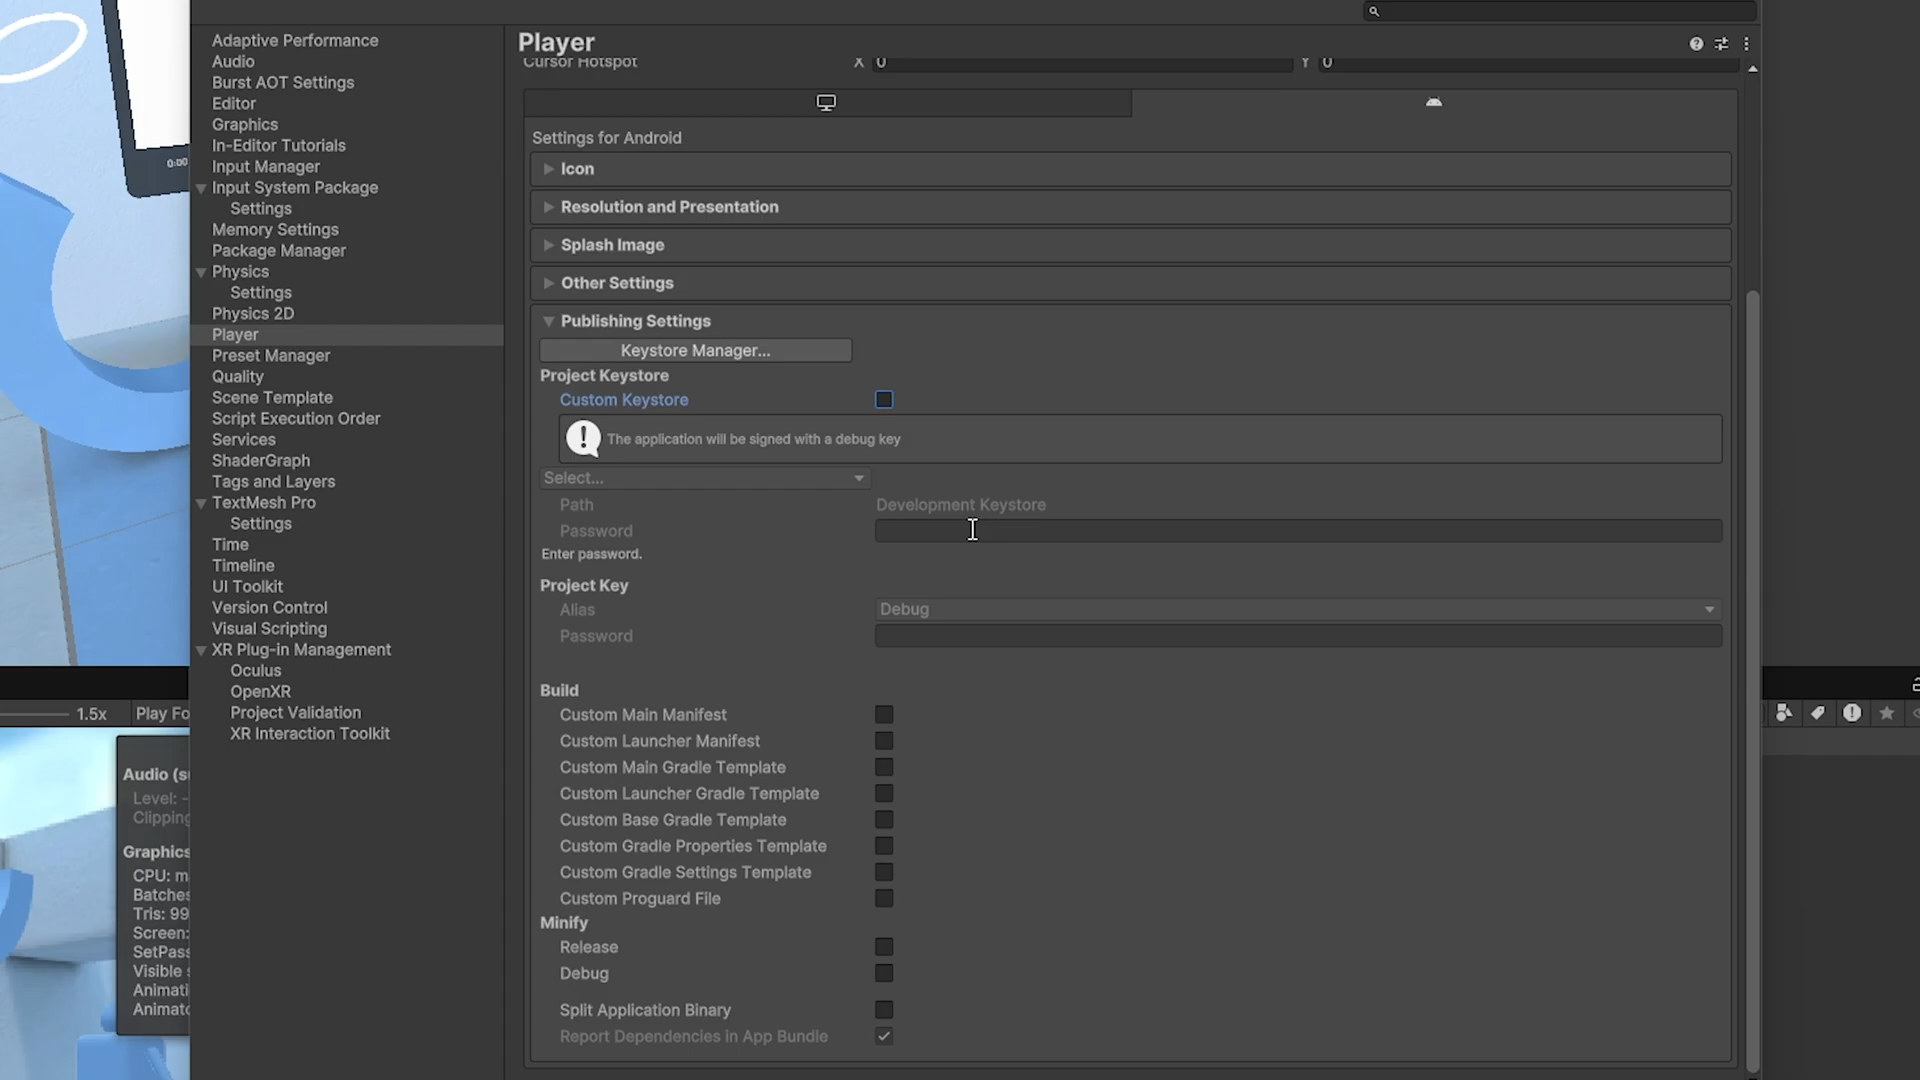 Adaptive Performance
Audio
Burst AOT Settings
Editor
Graphics
In-Editor Tutorials
Input Manager
Input System Package
Settings
Memory Settings
Package Manager
Physics
Settings
Physics 2D
Player
Preset Manager
Quality
Scene Template
Script Execution Order
Services
ShaderGraph
Tags and Layers
TextMesh Pro
Settings
Time
Timeline
UI Toolkit
Version Control
Visual Scripting
XR Plug-in Management
Oculus
OpenXR
Project Validation
XR Interaction Toolkit
Player
Cursor Hotspot X 0 Y 0
Settings for Android
Icon
Resolution and Presentation
Splash Image
Other Settings
Publishing Settings
Keystore Manager...
Project Keystore
Custom Keystore
The application will be signed with a debug key
Select...
Path Development Keystore
Password
Enter password.
Project Key
Alias Debug
Password
Build
Custom Main Manifest
Custom Launcher Manifest
Custom Main Gradle Template
Custom Launcher Gradle Template
Custom Base Gradle Template
Custom Gradle Properties Template
Custom Gradle Settings Template
Custom Proguard File
Minify
Release
Debug
Split Application Binary
Report Dependencies in App Bundle
0:00
1.5x Play Fo
Audio (s
Level: -
Clipping
Graphics
CPU: m
Batches
Tris: 99
Screen:
SetPass
Visible s
Animati
Animato